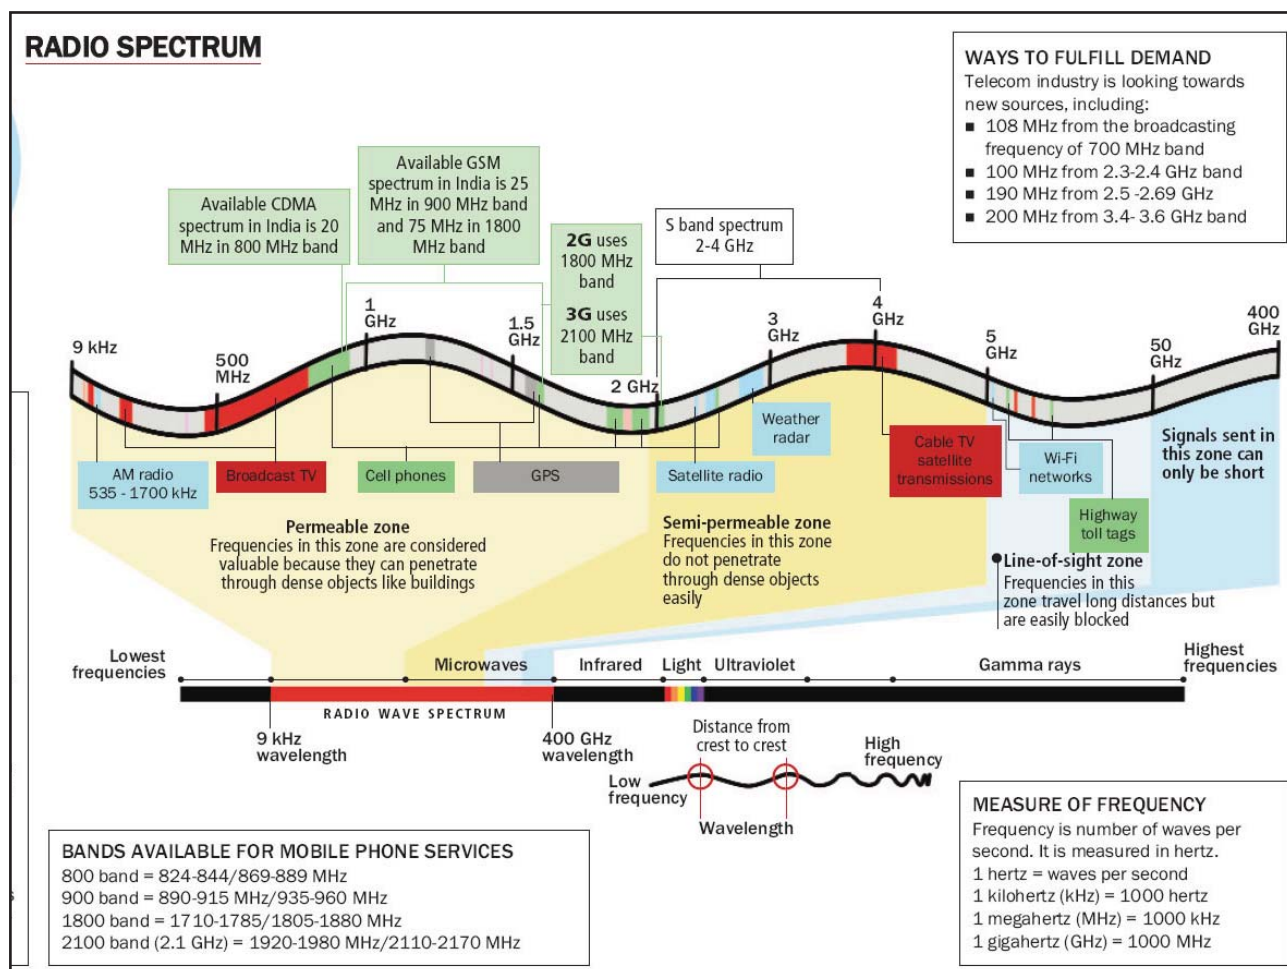 RADIO SPECTRUM
WAYS TO FULFILL DEMAND
Telecom industry is looking towards
new sources, including:
■ 108 MHz from the broadcasting
frequency of 700 MHz band
■ 100 MHz from 2.3-2.4 GHz band
■ 190 MHz from 2.5 -2.69 GHz
■ 200 MHz from 3.4- 3.6 GHz band
Available CDMA
spectrum in India is 20
MHz in 800 MHz band
Available GSM
spectrum in India is 25
MHz in 900 MHz band
and 75 MHz in 1800
MHz band
2G uses
1800 MHz
band
3G uses
2100 MHz
band
S band spectrum
2-4 GHz
9 kHz
500
MHz
1
GHz
1.5
GHz
2 GHz
3
GHz
4
GHz
5
GHz
50
GHz
400
GHz
AM radio
535 - 1700 kHz
Broadcast TV
Cell phones
GPS
Satellite radio
Weather
radar
Cable TV
satellite
transmissions
Wi-Fi
networks
Highway
toll tags
Signals sent in
this zone can
only be short
Permeable zone
Frequencies in this zone are considered
valuable because they can penetrate
through dense objects like buildings
Semi-permeable zone
Frequencies in this zone
do not penetrate
through dense objects
easily
Line-of-sight zone
Frequencies in this
zone travel long distances but
are easily blocked
Lowest
frequencies
Microwaves
Infrared
Light
Ultraviolet
Gamma rays
Highest
frequencies
RADIO WAVE SPECTRUM
9 kHz
wavelength
400 GHz
wavelength
Distance from
crest to crest
Low
frequency
High
frequency
Wavelength
BANDS AVAILABLE FOR MOBILE PHONE SERVICES
800 band = 824-844/869-889 MHz
900 band = 890-915 MHz/935-960 MHz
1800 band = 1710-1785/1805-1880 MHz
2100 band (2.1 GHz) = 1920-1980 MHz/2110-2170 MHz
MEASURE OF FREQUENCY
Frequency is number of waves per
second. It is measured in hertz.
1 hertz = waves per second
1 kilohertz (kHz) = 1000 hertz
1 megahertz (MHz) = 1000 kHz
1 gigahertz (GHz) = 1000 MHz